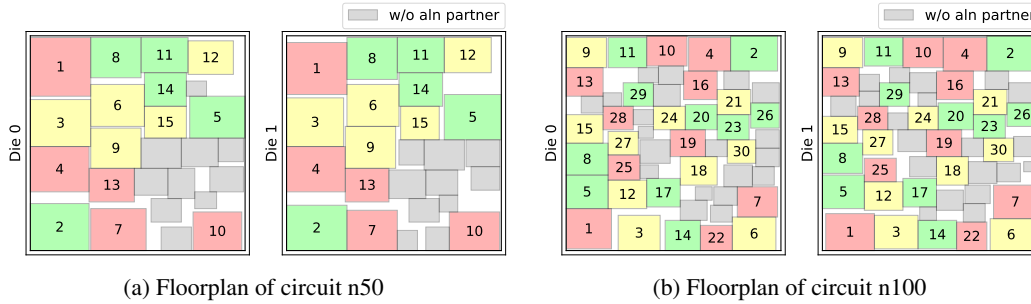 w/o aln partner
w/o aln partner
Die 0
1 8 11 12
14
6
3 15 5
9
4
13
2 7 10
Die 1
1 8 11 12
14
6
3 15 5
9
4
13
2 7 10
Die 0
9 11 10 4 2
13 16
29 21
28 24 20 26
15 23
27 19
8 30
25 18
5 12 17 7
1 3 14 22 6
Die 1
9 11 10 4 2
13 16
29 21
28 24 20 26
15 23
27 19
8 30
25 18
5 12 17 7
1 3 14 22 6
(a) Floorplan of circuit n50
(b) Floorplan of circuit n100